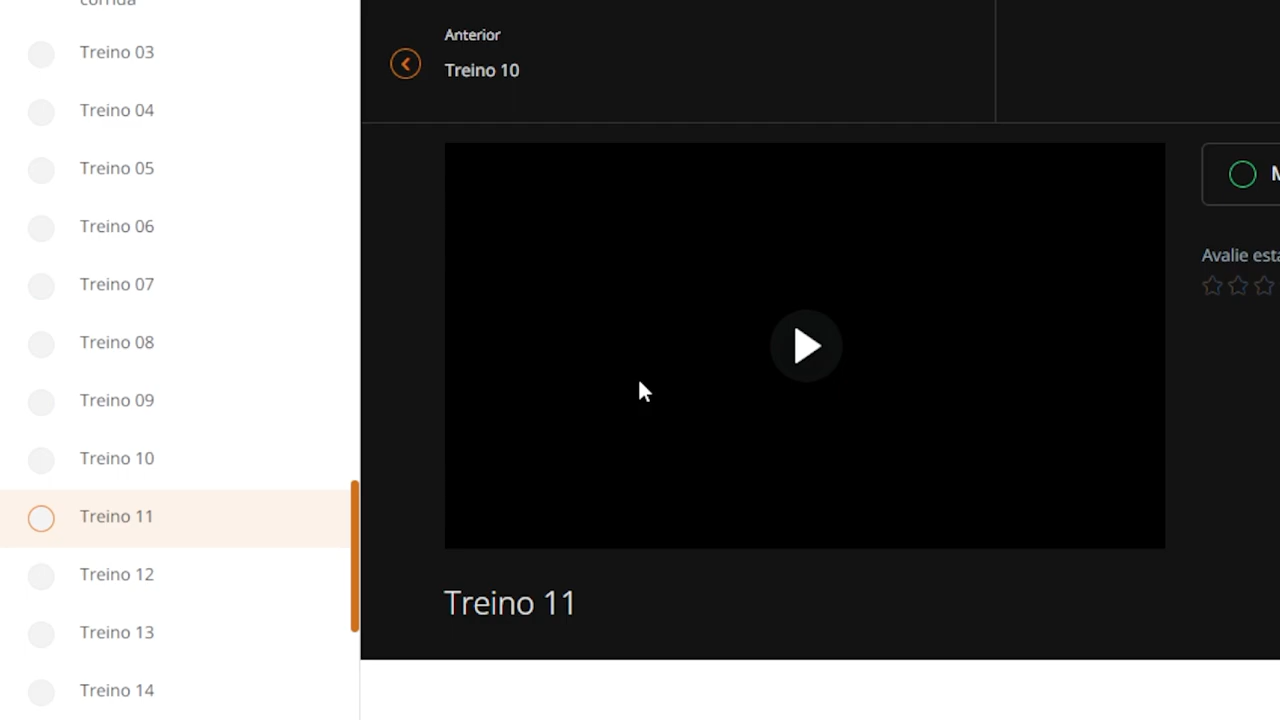 Treino 03
Treino 04
Treino 05
Treino 06
Treino 07
Treino 08
Treino 09
Treino 10
Treino 11
Treino 12
Treino 13
Treino 14
Anterior
Treino 10
Avalie
Treino 11